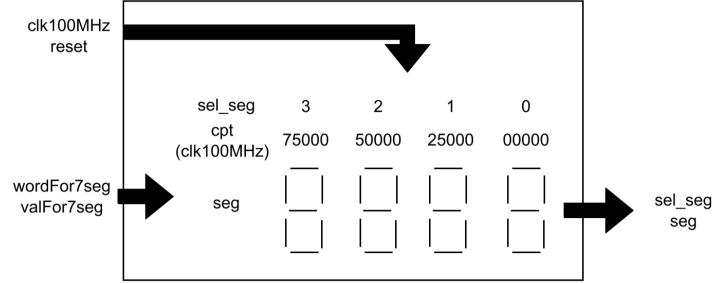 clk100MHz
reset
sel_seg 3 2 1 0
cpt
(clk100MHz) 75000 50000 25000 00000
wordFor7seg
valFor7seg
seg
sel_seg
seg